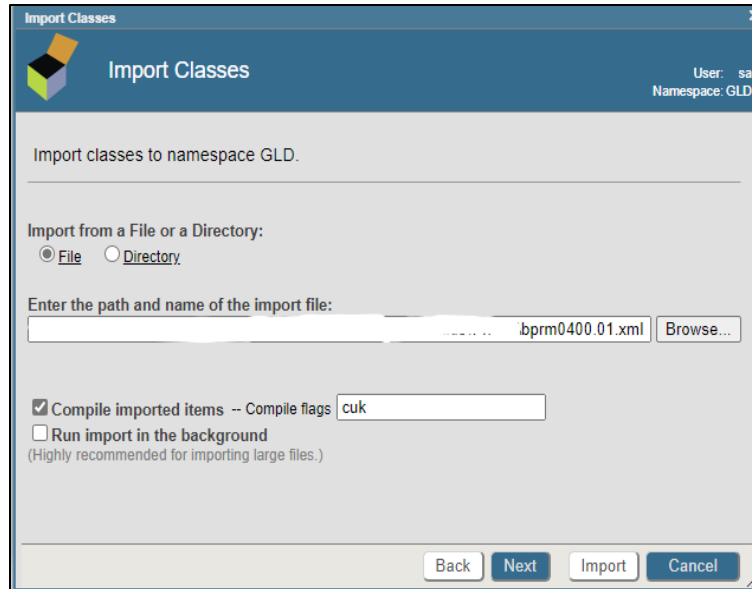 Import Classes
Import Classes
User: sa
Namespace: GLD
Import classes to namespace GLD.
Import from a File or a Directory:
File Directory
Enter the path and name of the import file:
bprm0400.01.xml Browse...
Compile imported items -- Compile flags cuk
Run import in the background
(Highly recommended for importing large files.)
Back Next Import Cancel